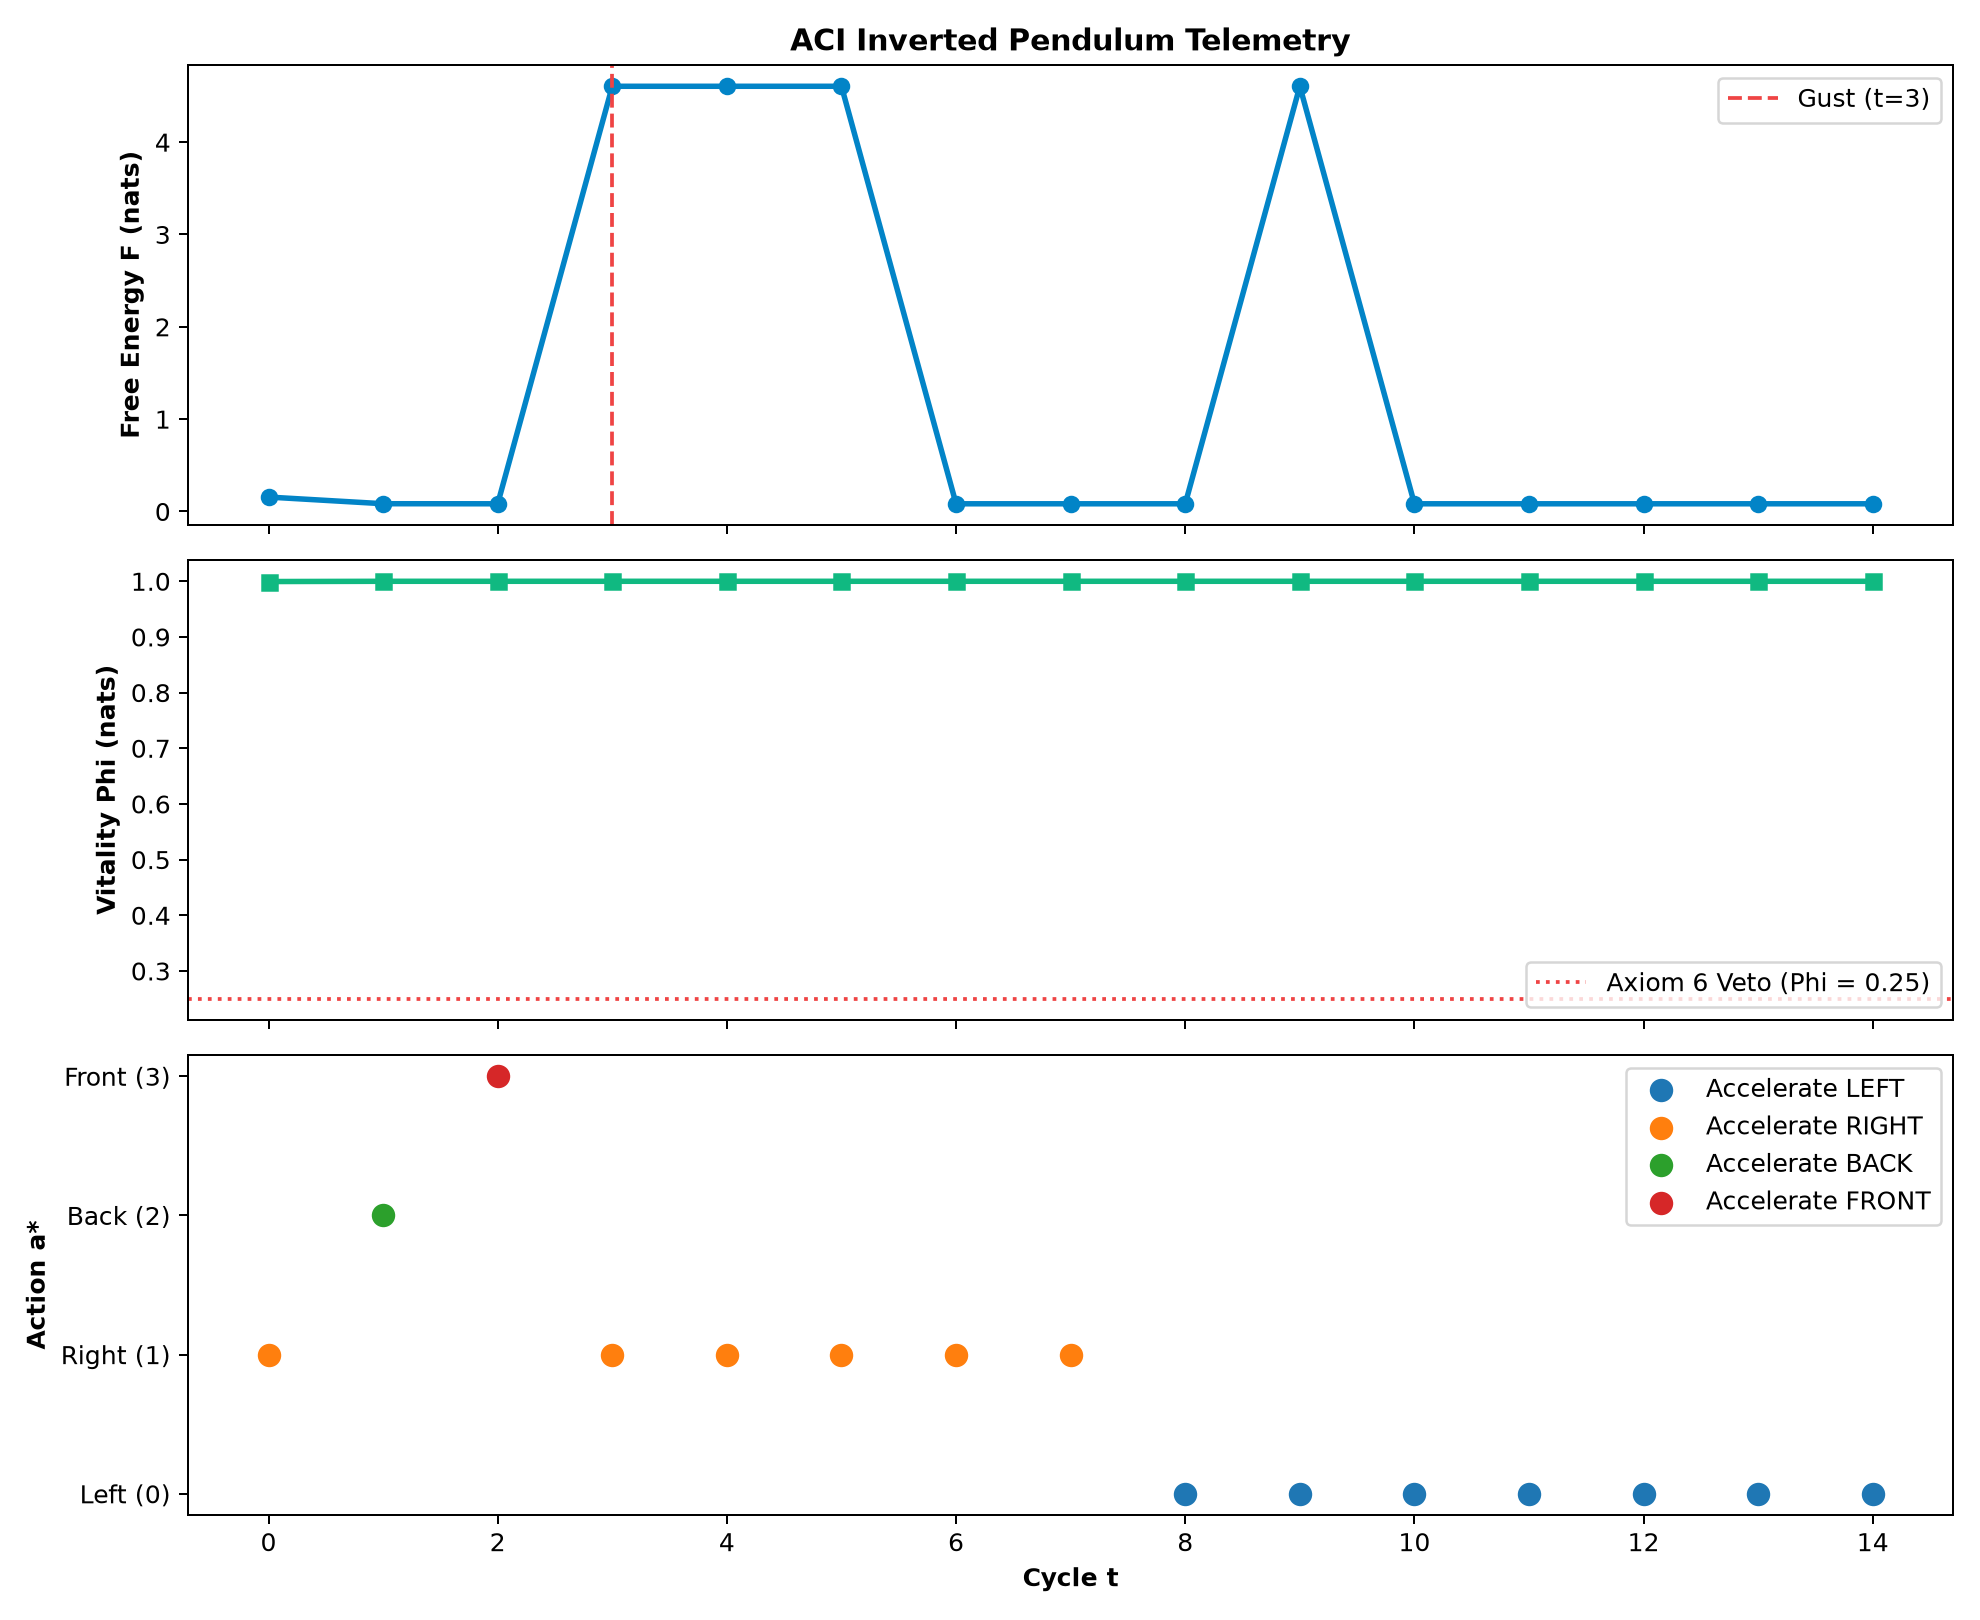 ACI Inverted Pendulum Telemetry
Free Energy F (nats)
4
3
2
1
0
Gust (t=3)
Vitality Phi (nats)
1.0
0.9
0.8
0.7
0.6
0.5
0.4
0.3
Axiom 6 Veto (Phi = 0.25)
Action a*
Front (3)
Back (2)
Right (1)
Left (0)
Accelerate LEFT
Accelerate RIGHT
Accelerate BACK
Accelerate FRONT
0 2 4 6 8 10 12 14
Cycle t